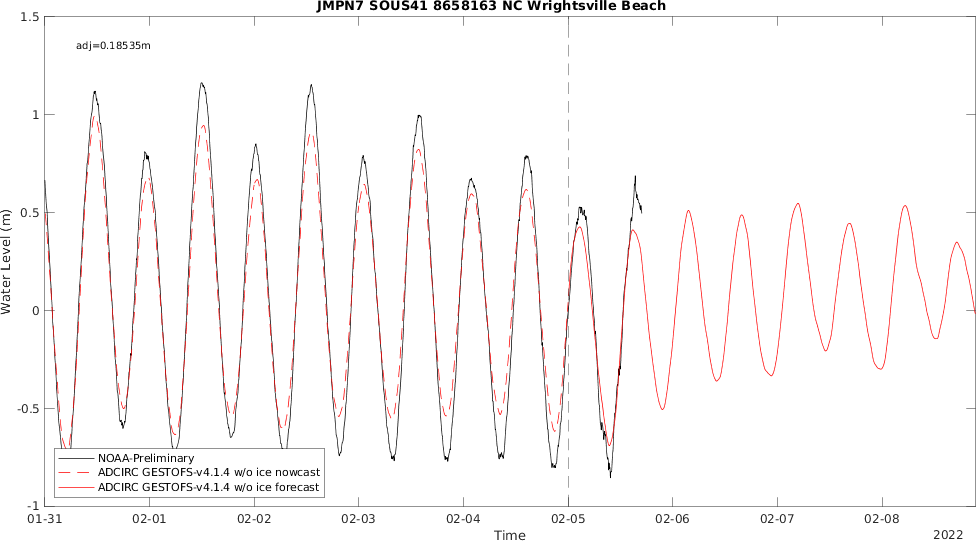 JMPN7 SOUS41 8658163 NC Wrightsville Beach
1.5
adj=0.18535m
1
0.5
Water Level (m)
0
-0.5
NOAA-Preliminary
ADCIRC GESTOFS-v4.1.4 w/o ice nowcast
ADCIRC GESTOFS-v4.1.4 w/o ice forecast
-1
01-31 02-01 02-02 02-03 02-04 02-05 02-06 02-07 02-08
Time
2022